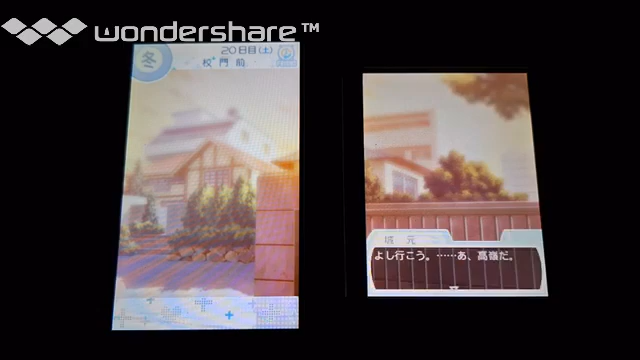 wondershare™
冬
20日目(土)
校門前
城元
よし行こう。……あ、高嶺だ。